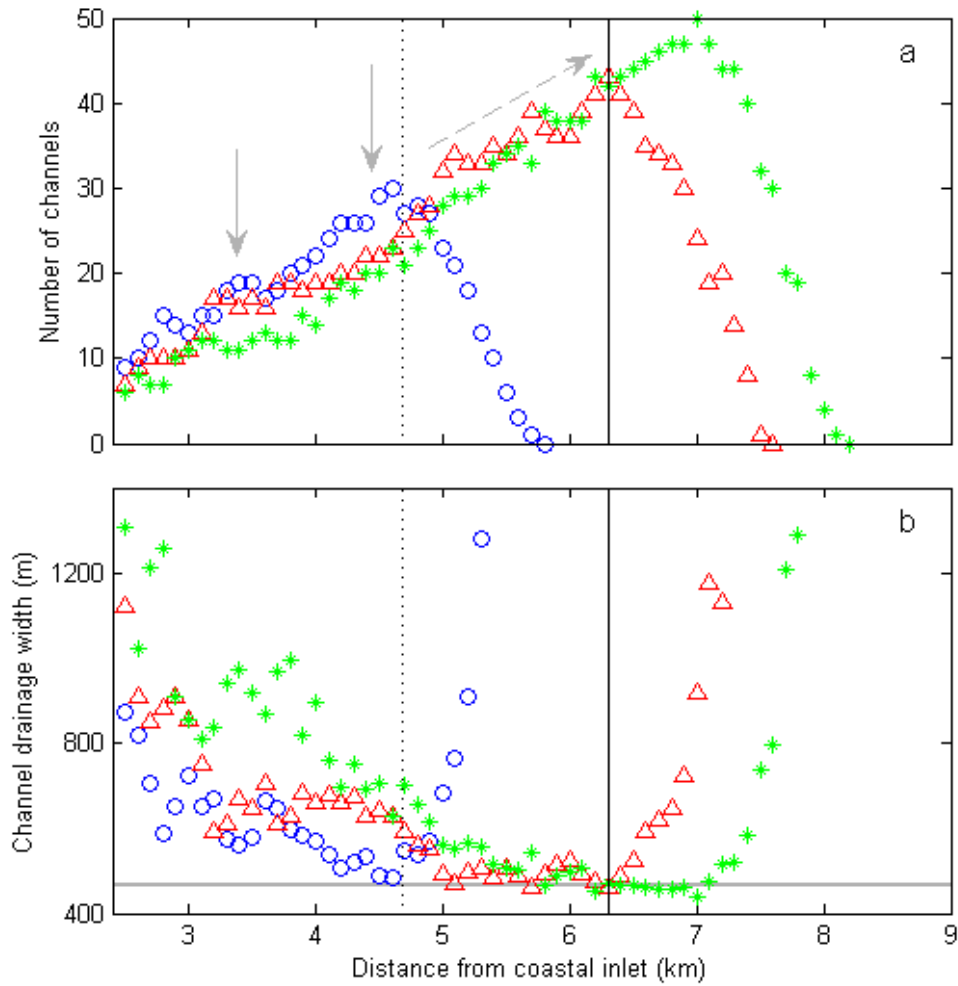 50
a
40
30
20
10
0
Number of channels
b
1200
800
400
Channel drainage width (m)
3 4 5 6 7 8 9
Distance from coastal inlet (km)